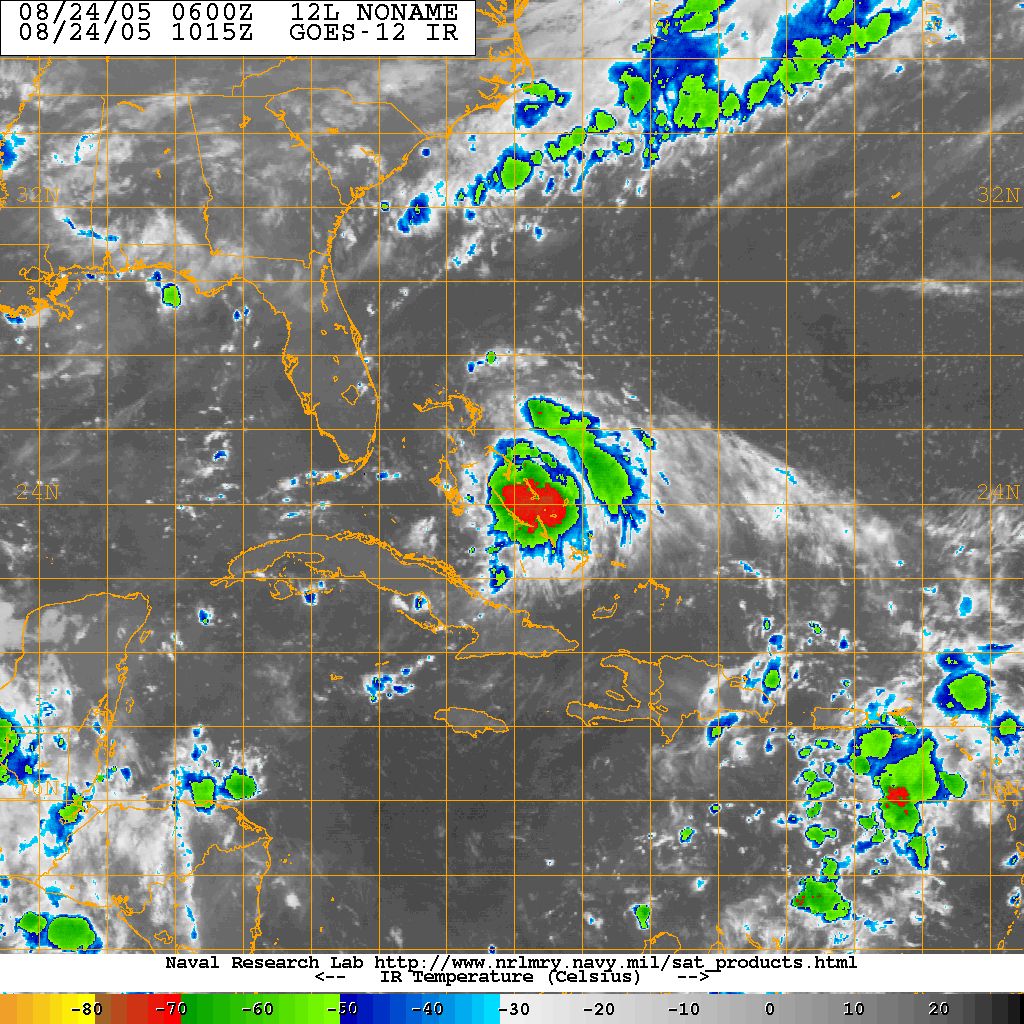 08/24/05 0600Z 12L NONAME
08/24/05 1015Z GOES-12 IR
32N 32N
24N 24N
Naval Research Lab http://www.nrlmry.navy.mil/sat_products.html
<-- IR Temperature (Celsius) -->
-80 -70 -60 -50 -40 -30 -20 -10 0 10 20